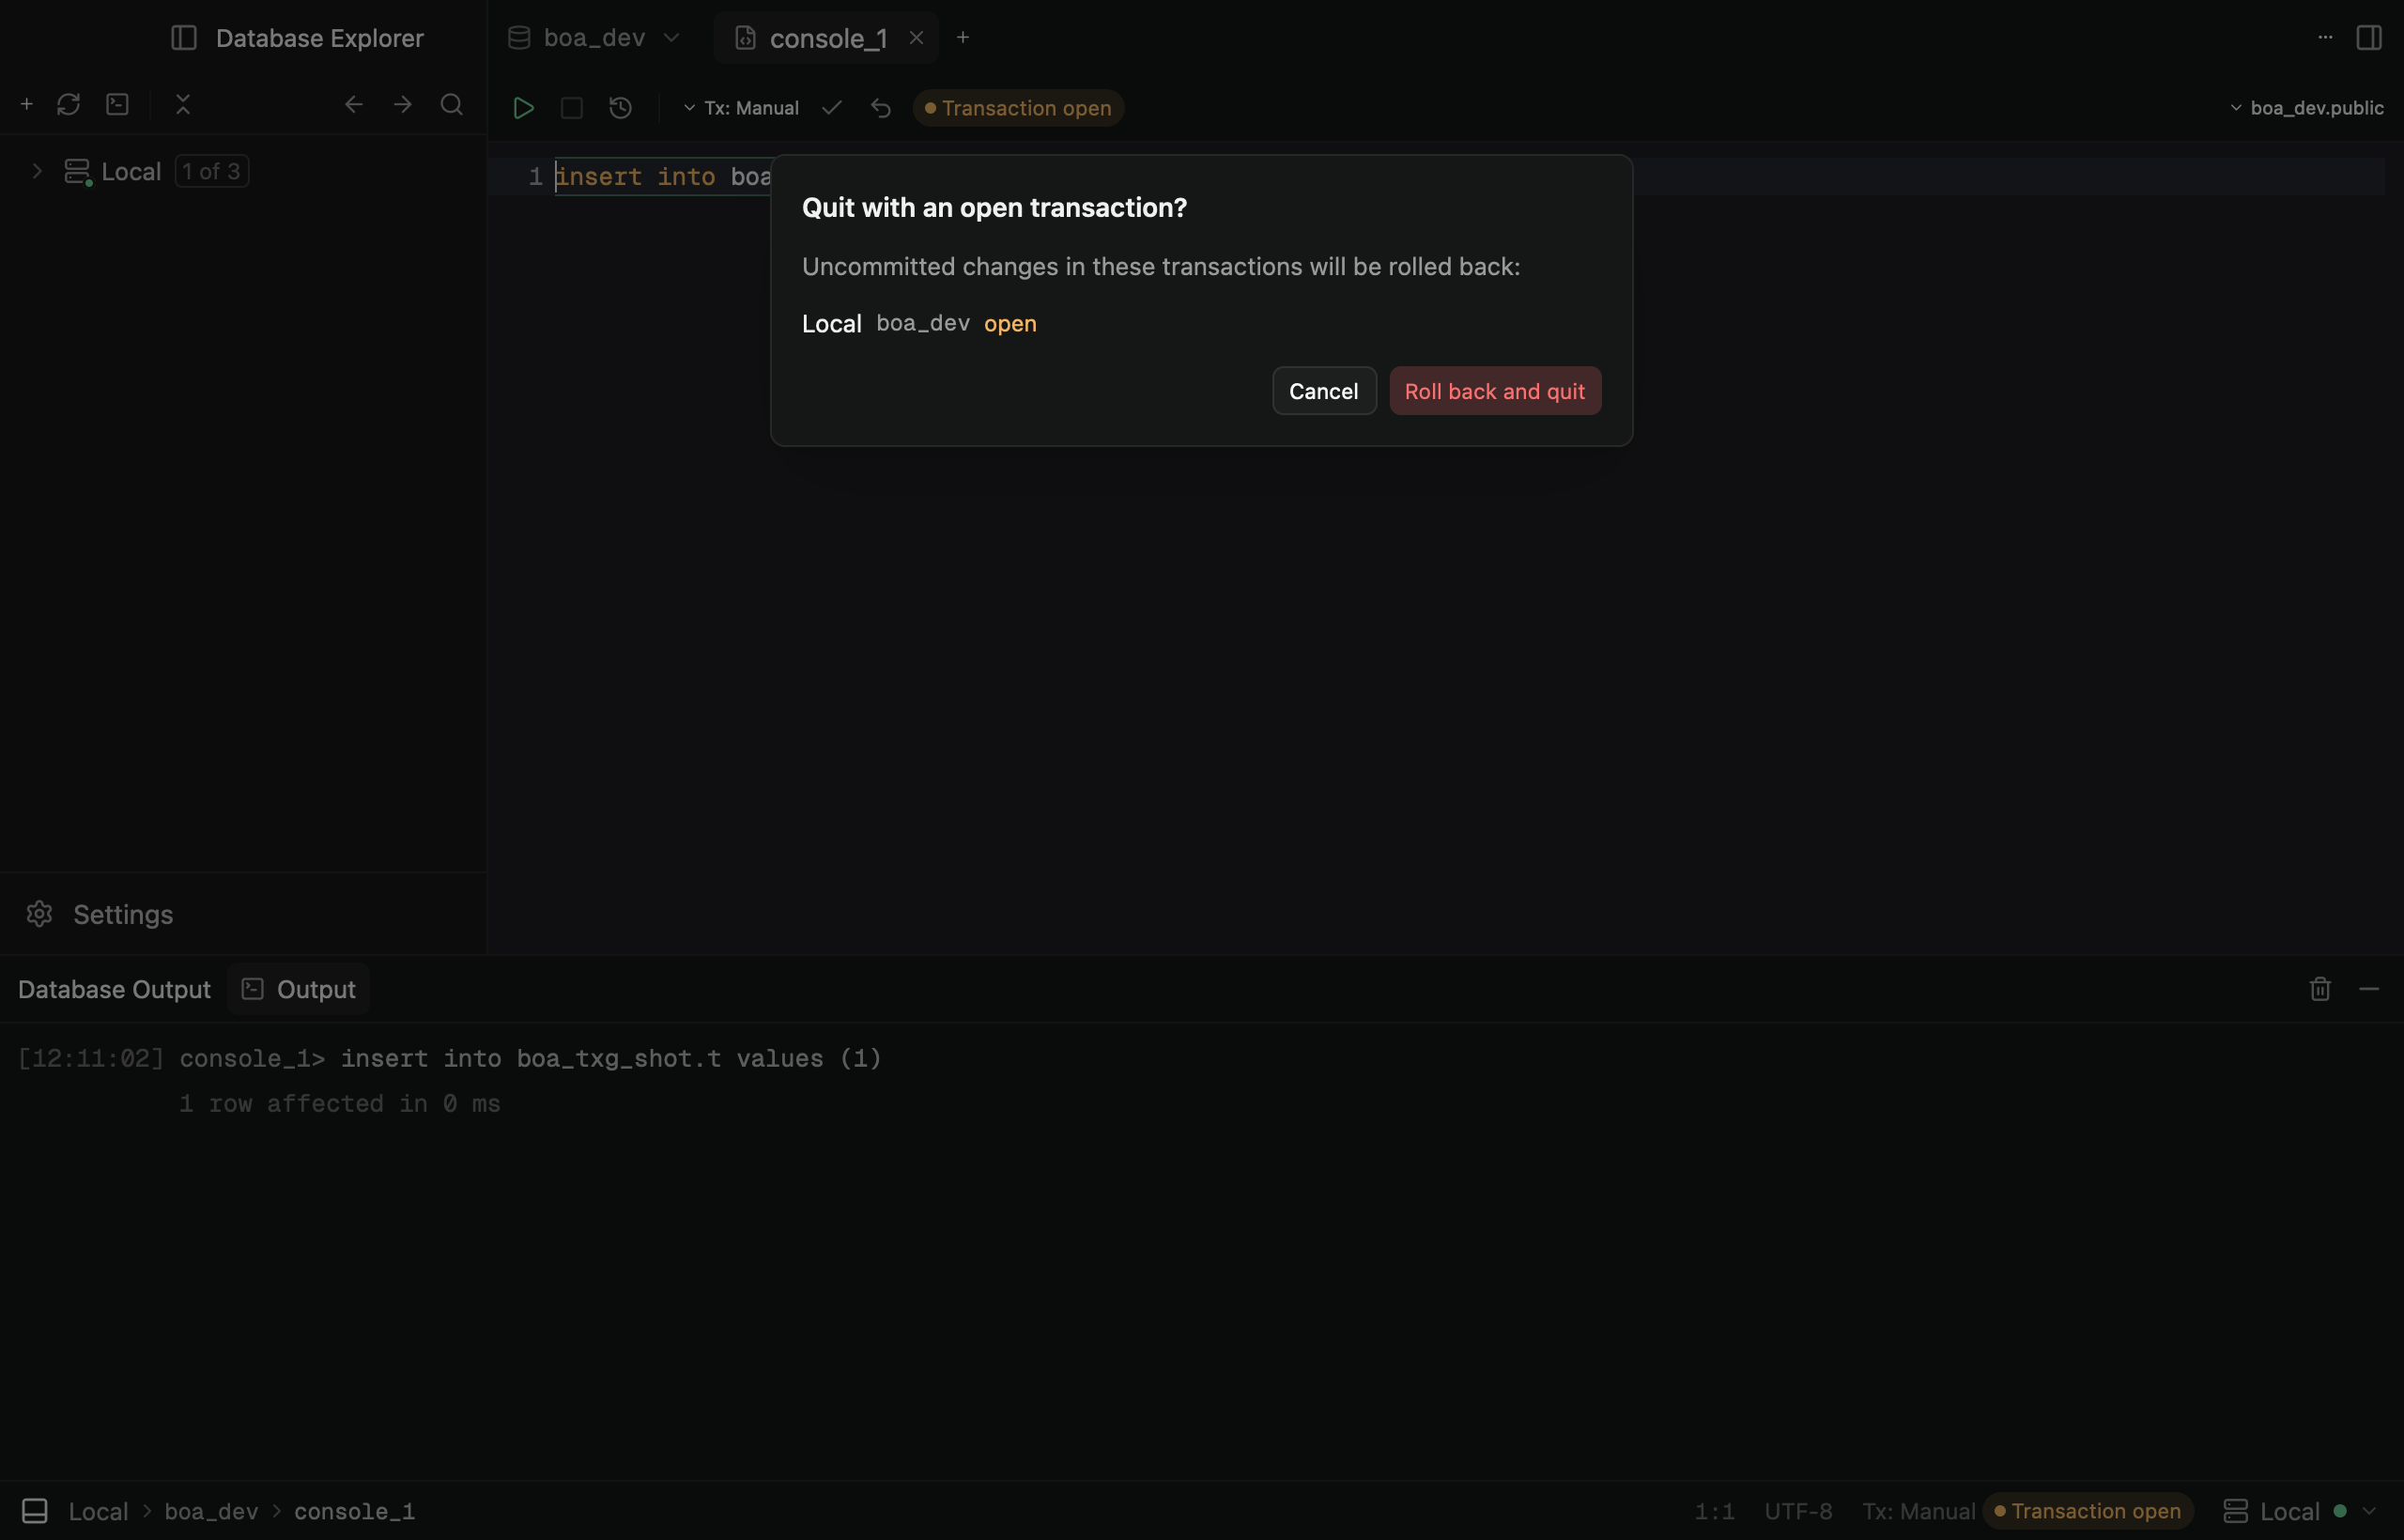 Database Explorer
boa_dev
console_1
Tx: Manual
Transaction open
boa_dev.public
Local 1 of 3
1 insert into boa
Quit with an open transaction?
Uncommitted changes in these transactions will be rolled back:
Local boa_dev open
Cancel
Roll back and quit
Settings
Database Output
Output
[12:11:02] console_1> insert into boa_txg_shot.t values (1)
1 row affected in 0 ms
Local > boa_dev > console_1
1:1
UTF-8
Tx: Manual
Transaction open
Local